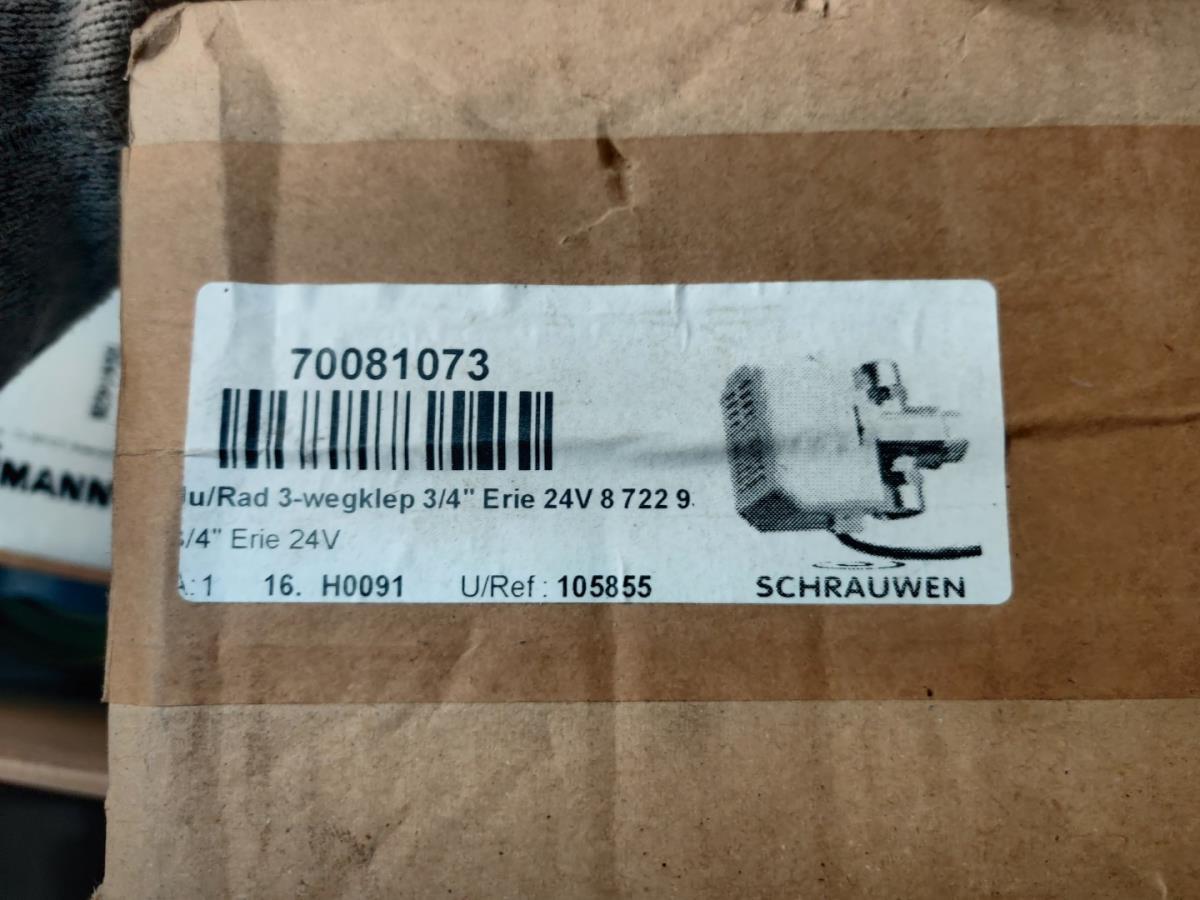 70081073
/Rad 3-wegklep 3/4" Erie 24V 8 722 9
/4" Erie 24V
: 1 16. H0091 U/Ref : 105855
SCHRAUWEN
MANN